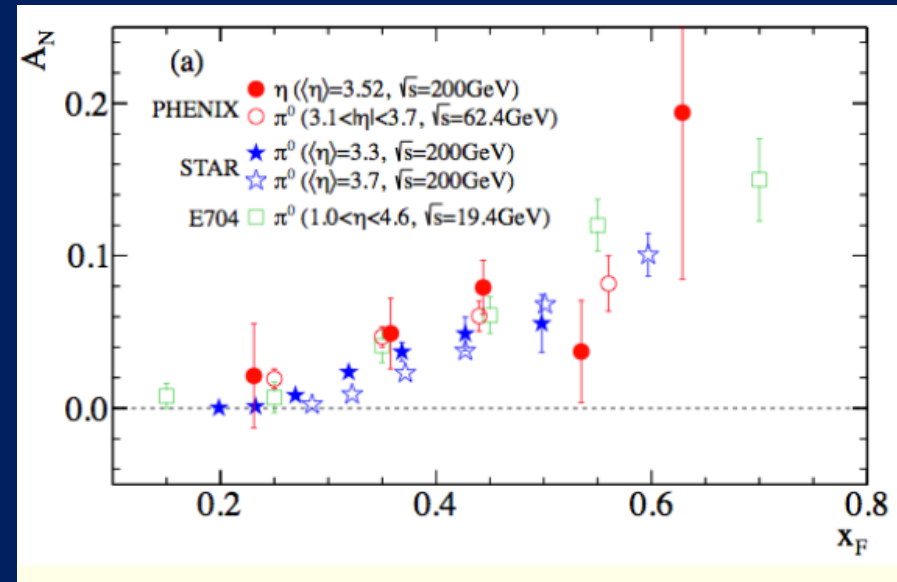 A_N
(a)
η (⟨η⟩=3.52, √s=200GeV)
PHENIX
π⁰ (3.1<|η|<3.7, √s=62.4GeV)
π⁰ (⟨η⟩=3.3, √s=200GeV)
STAR
π⁰ (⟨η⟩=3.7, √s=200GeV)
E704 π⁰ (1.0<η<4.6, √s=19.4GeV)
0.2
0.1
0.0
0.2 0.4 0.6 0.8
x_F